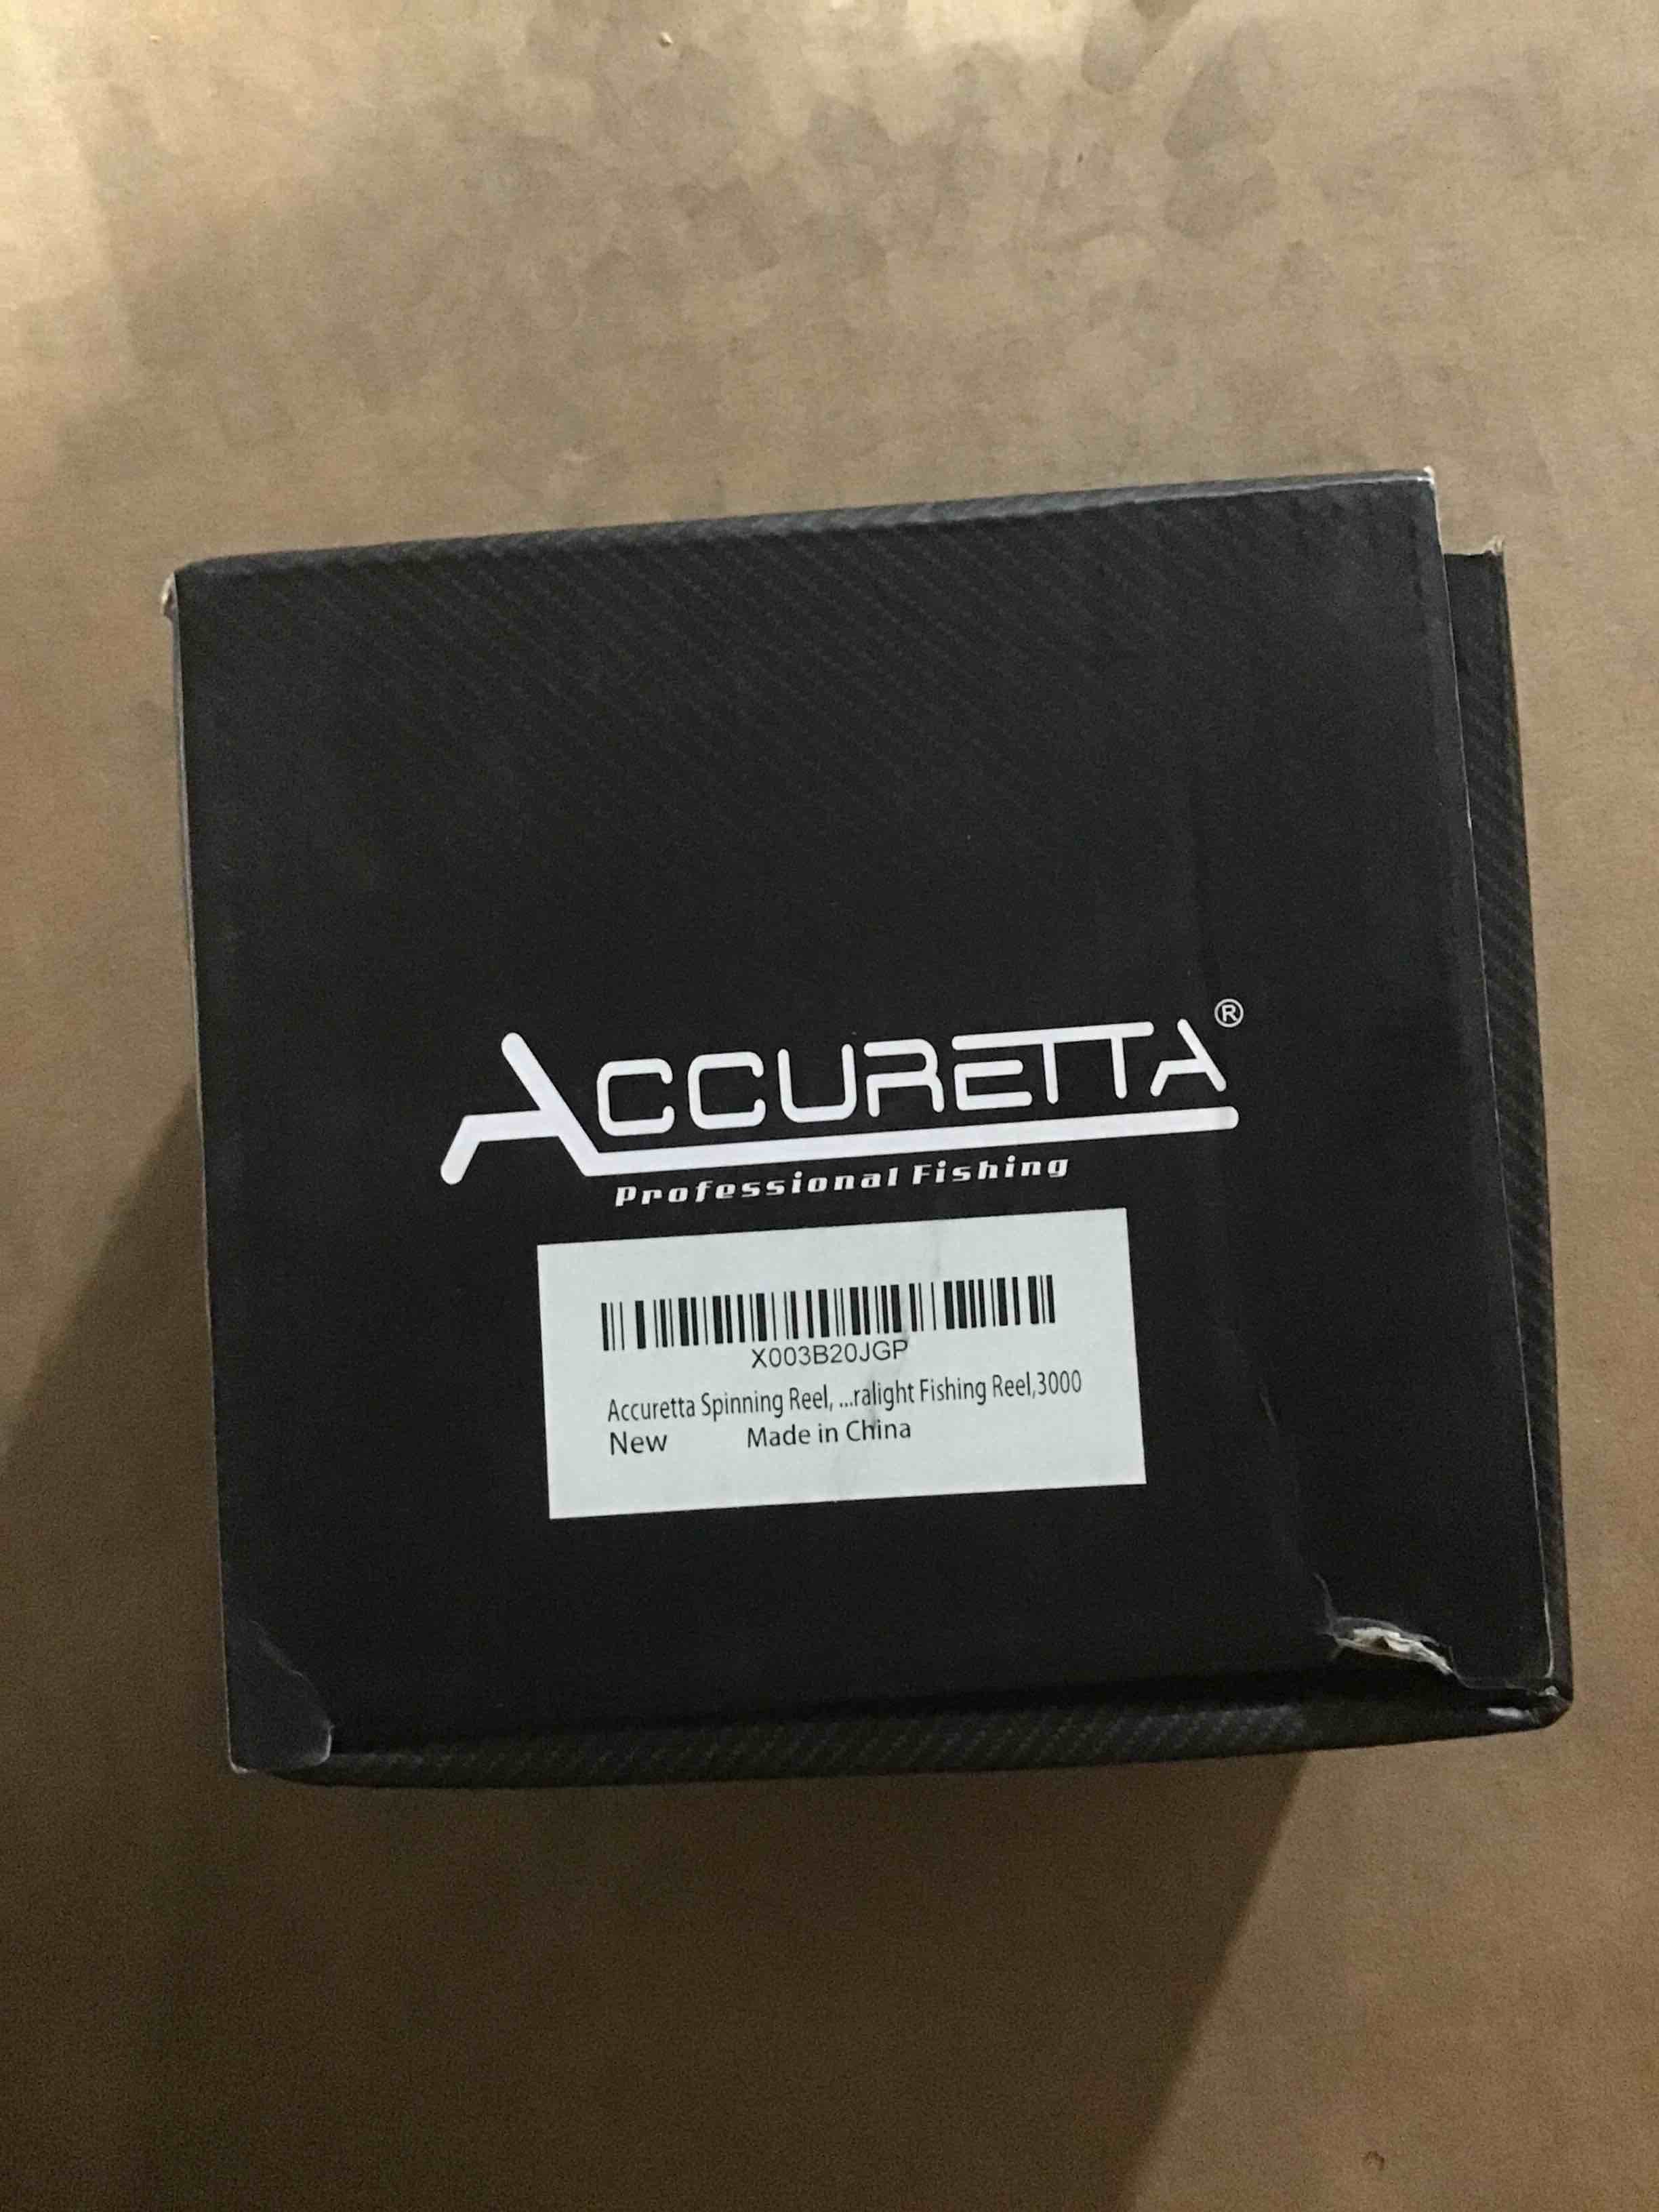 ACCURETTA®
Professional Fishing
X003B20JGP
Accuretta Spinning Reel, ...ralight Fishing Reel,3000
New Made in China